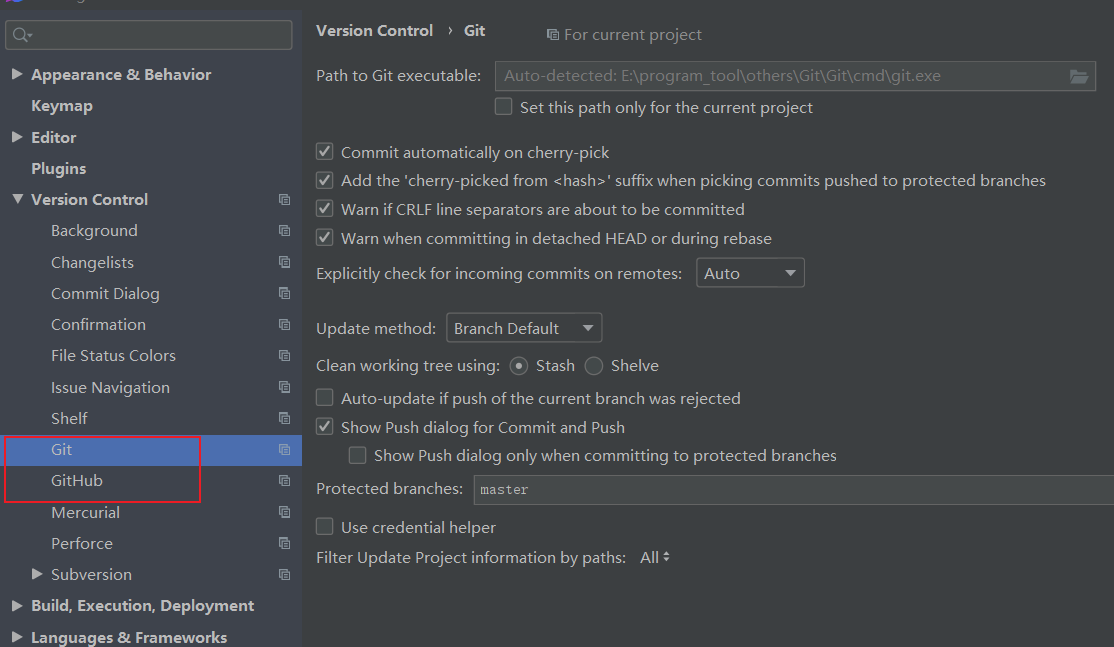 Appearance & Behavior
Keymap
Editor
Plugins
Version Control
Background
Changelists
Commit Dialog
Confirmation
File Status Colors
Issue Navigation
Shelf
Git
GitHub
Mercurial
Perforce
Subversion
Build, Execution, Deployment
Languages & Frameworks
Version Control › Git For current project
Path to Git executable: Auto-detected: E:\program_tool\others\Git\Git\cmd\git.exe
Set this path only for the current project
Commit automatically on cherry-pick
Add the 'cherry-picked from <hash>' suffix when picking commits pushed to protected branches
Warn if CRLF line separators are about to be committed
Warn when committing in detached HEAD or during rebase
Explicitly check for incoming commits on remotes: Auto
Update method: Branch Default
Clean working tree using: Stash Shelve
Auto-update if push of the current branch was rejected
Show Push dialog for Commit and Push
Show Push dialog only when committing to protected branches
Protected branches: master
Use credential helper
Filter Update Project information by paths: All